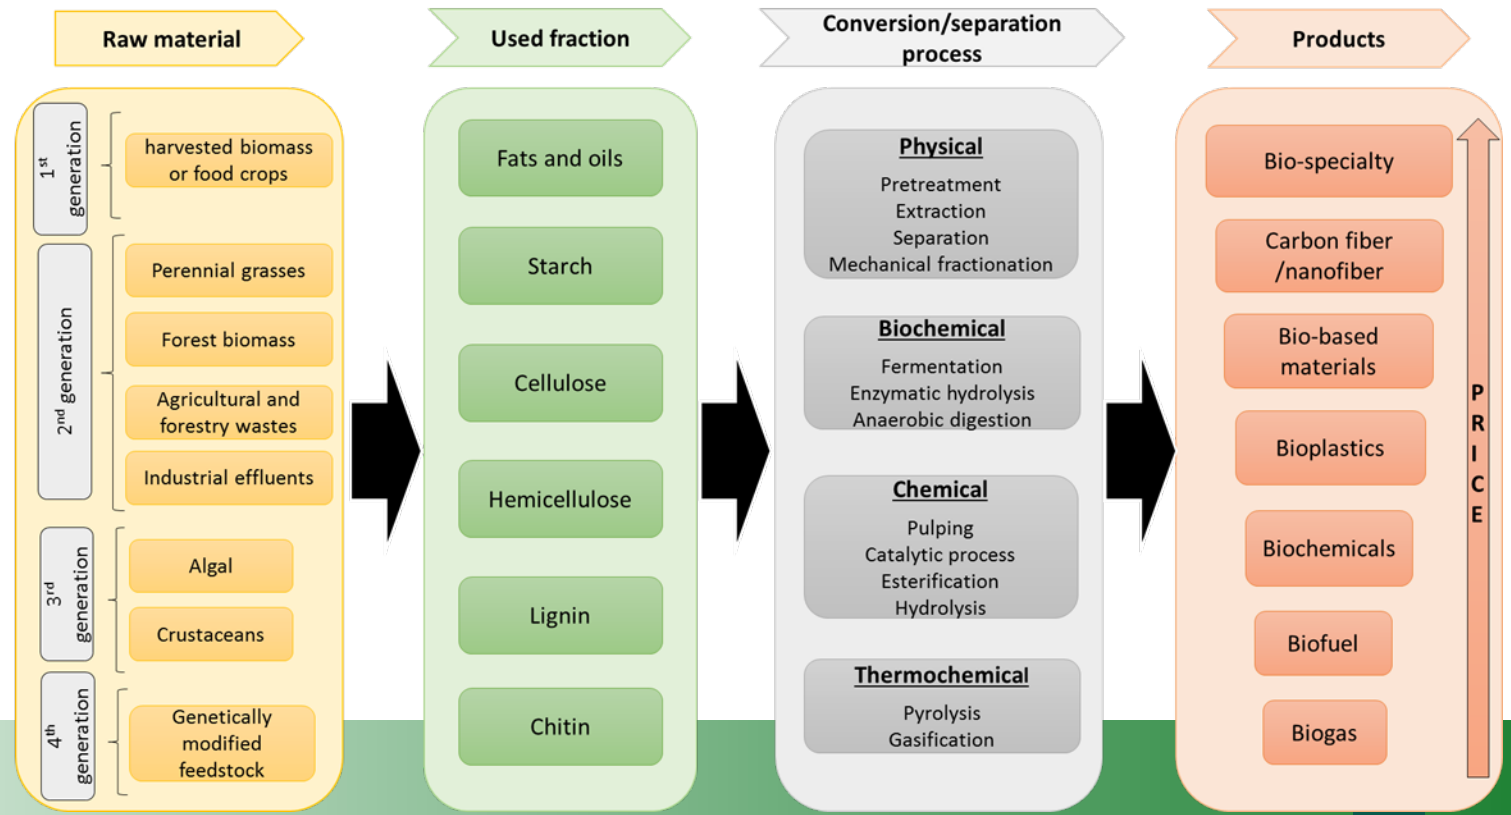 Raw material
Used fraction
Conversion/separation
process
Products
1st
generation
harvested biomass
or food crops
2nd generation
Perennial grasses
Forest biomass
Agricultural and
forestry wastes
Industrial effluents
3rd
generation
Algal
Crustaceans
4th
generation
Genetically
modified
feedstock
Fats and oils
Starch
Cellulose
Hemicellulose
Lignin
Chitin
Physical
Pretreatment
Extraction
Separation
Mechanical fractionation
Biochemical
Fermentation
Enzymatic hydrolysis
Anaerobic digestion
Chemical
Pulping
Catalytic process
Esterification
Hydrolysis
Thermochemical
Pyrolysis
Gasification
Bio-specialty
Carbon fiber
/nanofiber
Bio-based
materials
Bioplastics
Biochemicals
Biofuel
Biogas
PRICE